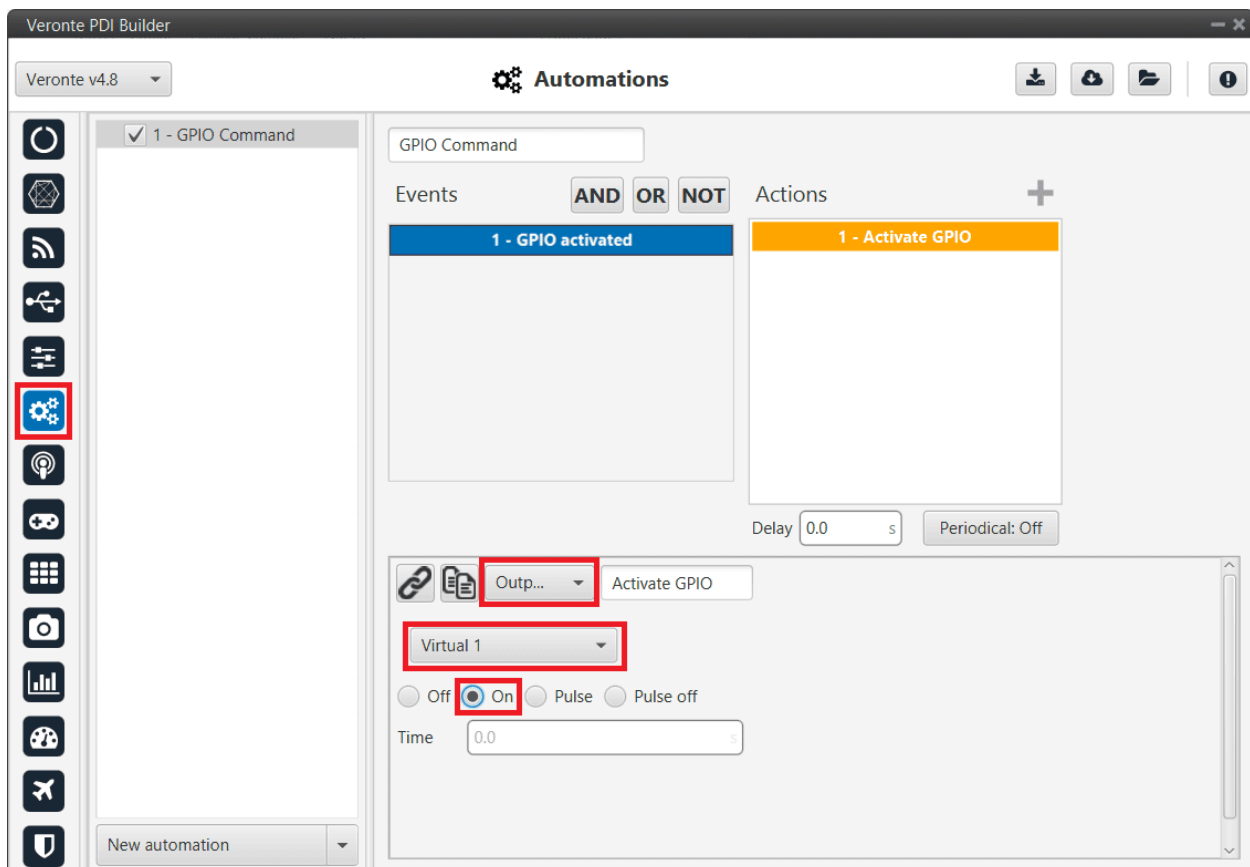 Veronte PDI Builder
Veronte v4.8
Automations
1 - GPIO Command
GPIO Command
Events
AND
OR
NOT
Actions
1 - GPIO activated
1 - Activate GPIO
Delay
0.0
s
Periodical: Off
Outp...
Activate GPIO
Virtual 1
Off
On
Pulse
Pulse off
Time
0.0
s
New automation